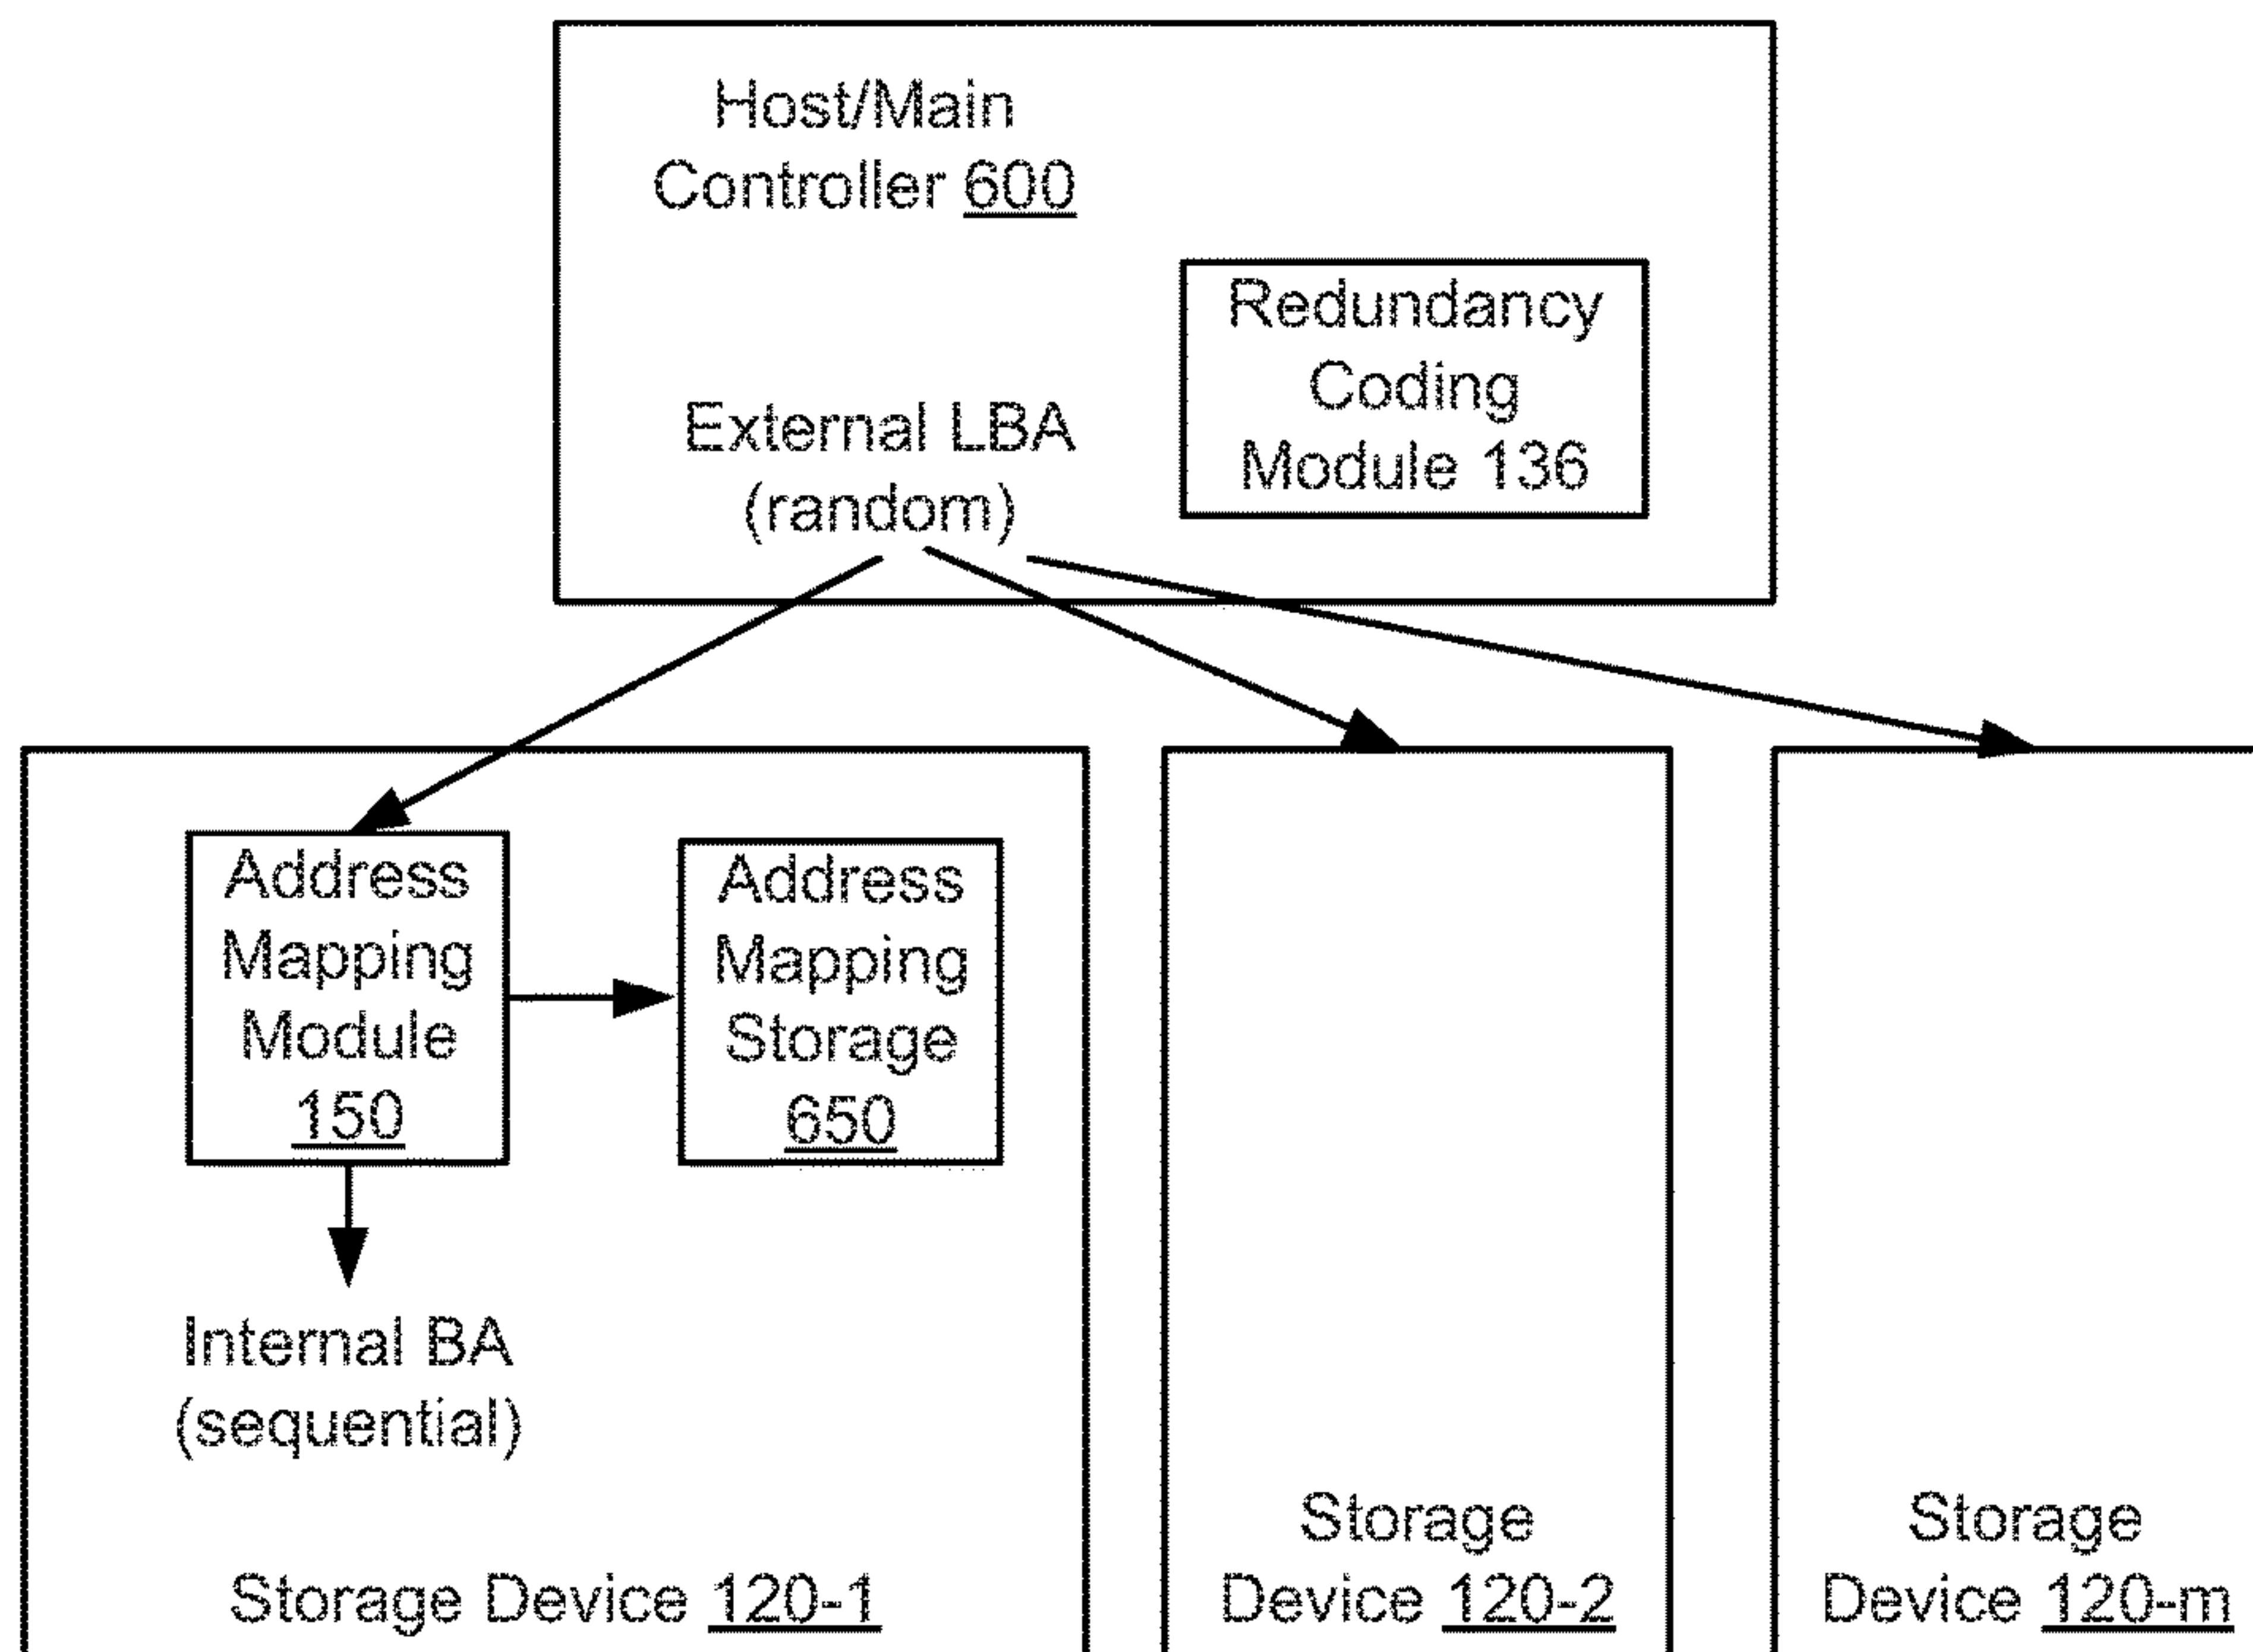 Host/Main
Controller 600
Redundancy
Coding
Module 136
External LBA
(random)
Address
Mapping
Module
150
Address
Mapping
Storage
650
Internal BA
(sequential)
Storage Device 120-1
Storage
Device 120-2
Storage
Device 120-m